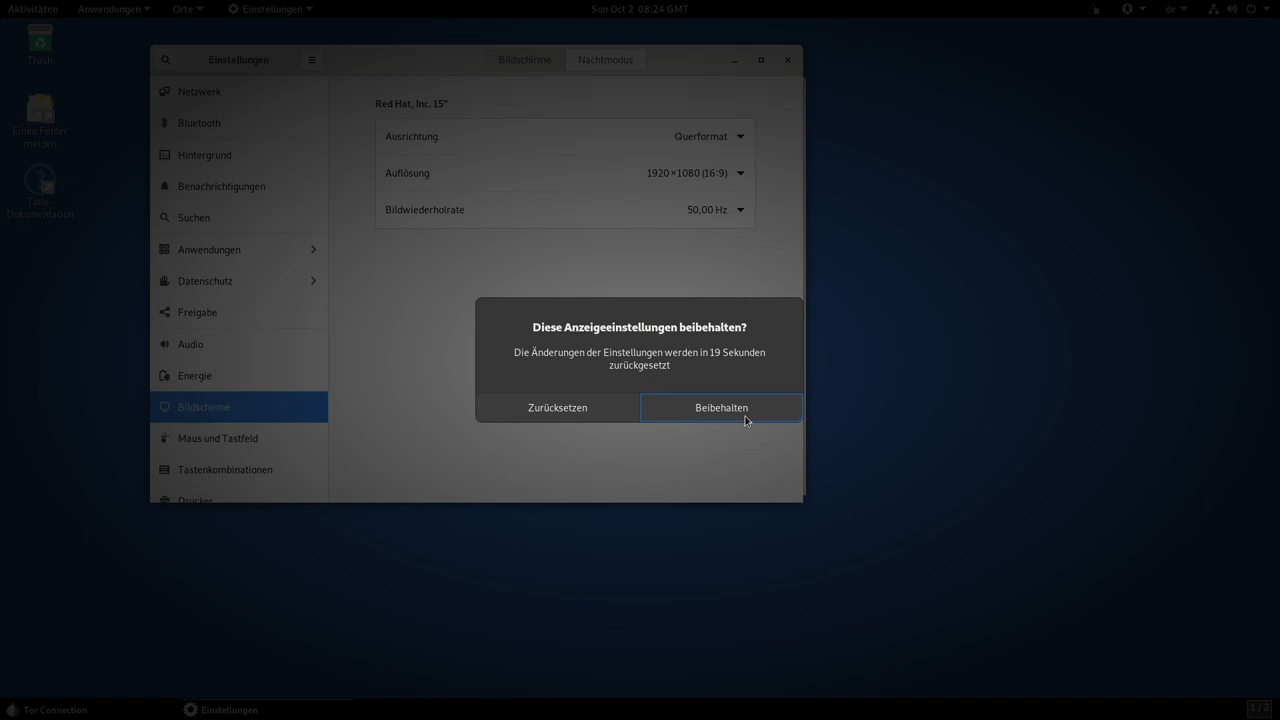 Aktivitäten Anwendungen Orte Einstellungen Sun Oct 2 08:24 GMT de
Trash
Einen Fehler
melden
Tails-
Dokumentation
Einstellungen Bildschirme Nachtmodus
Netzwerk
Bluetooth
Hintergrund
Benachrichtigungen
Suchen
Anwendungen
Datenschutz
Freigabe
Audio
Energie
Bildschirme
Maus und Tastfeld
Tastenkombinationen
Drucker
Red Hat, Inc. 15"
Ausrichtung Querformat
Auflösung 1920×1080 (16:9)
Bildwiederholrate 50,00 Hz
Diese Anzeigeeinstellungen beibehalten?
Die Änderungen der Einstellungen werden in 19 Sekunden
zurückgesetzt
Zurücksetzen Beibehalten
Tor Connection Einstellungen 1 / 2